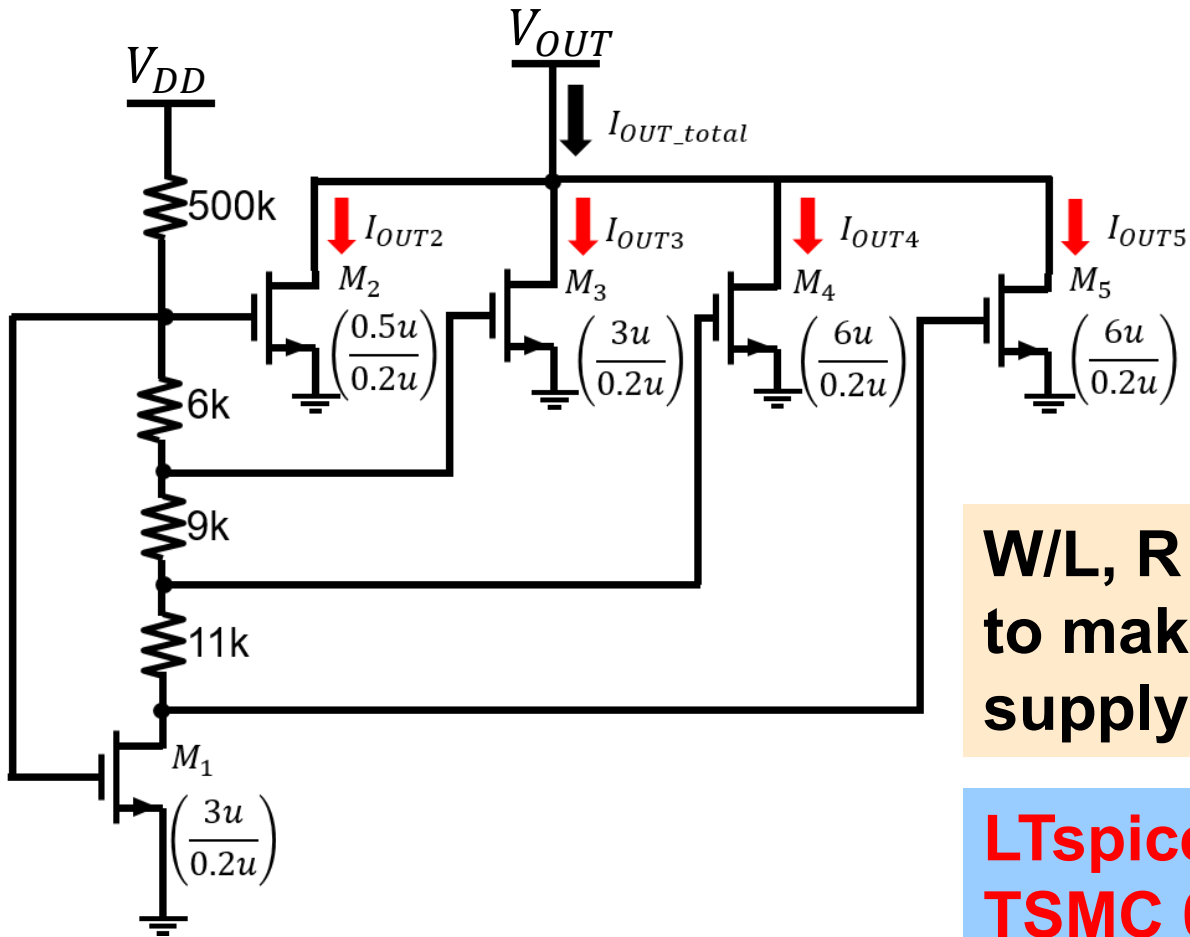 V_DD
V_OUT
I_OUT_total
500k
I_OUT2
I_OUT3
I_OUT4
I_OUT5
M_2
(0.5u/0.2u)
M_3
(3u/0.2u)
M_4
(6u/0.2u)
M_5
(6u/0.2u)
6k
9k
11k
M_1
(3u/0.2u)
W/L, R
to mak
supply
LTspice
TSMC